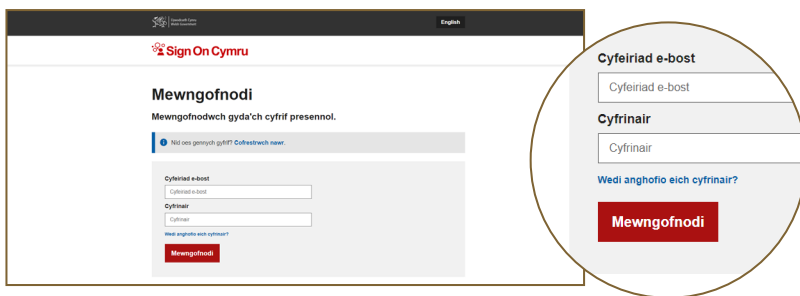 Llywodraeth Cymru
Welsh Government
English
Sign On Cymru
Mewngofnodi
Mewngofnodwch gyda'ch cyfrif presennol.
Nid oes gennych gyfrif? Cofrestrwch nawr.
Cyfeiriad e-bost
Cyfeiriad e-bost
Cyfrinair
Cyfrinair
Wedi anghofio eich cyfrinair?
Mewngofnodi
Cyfeiriad e-bost
Cyfeiriad e-bost
Cyfrinair
Cyfrinair
Wedi anghofio eich cyfrinair?
Mewngofnodi